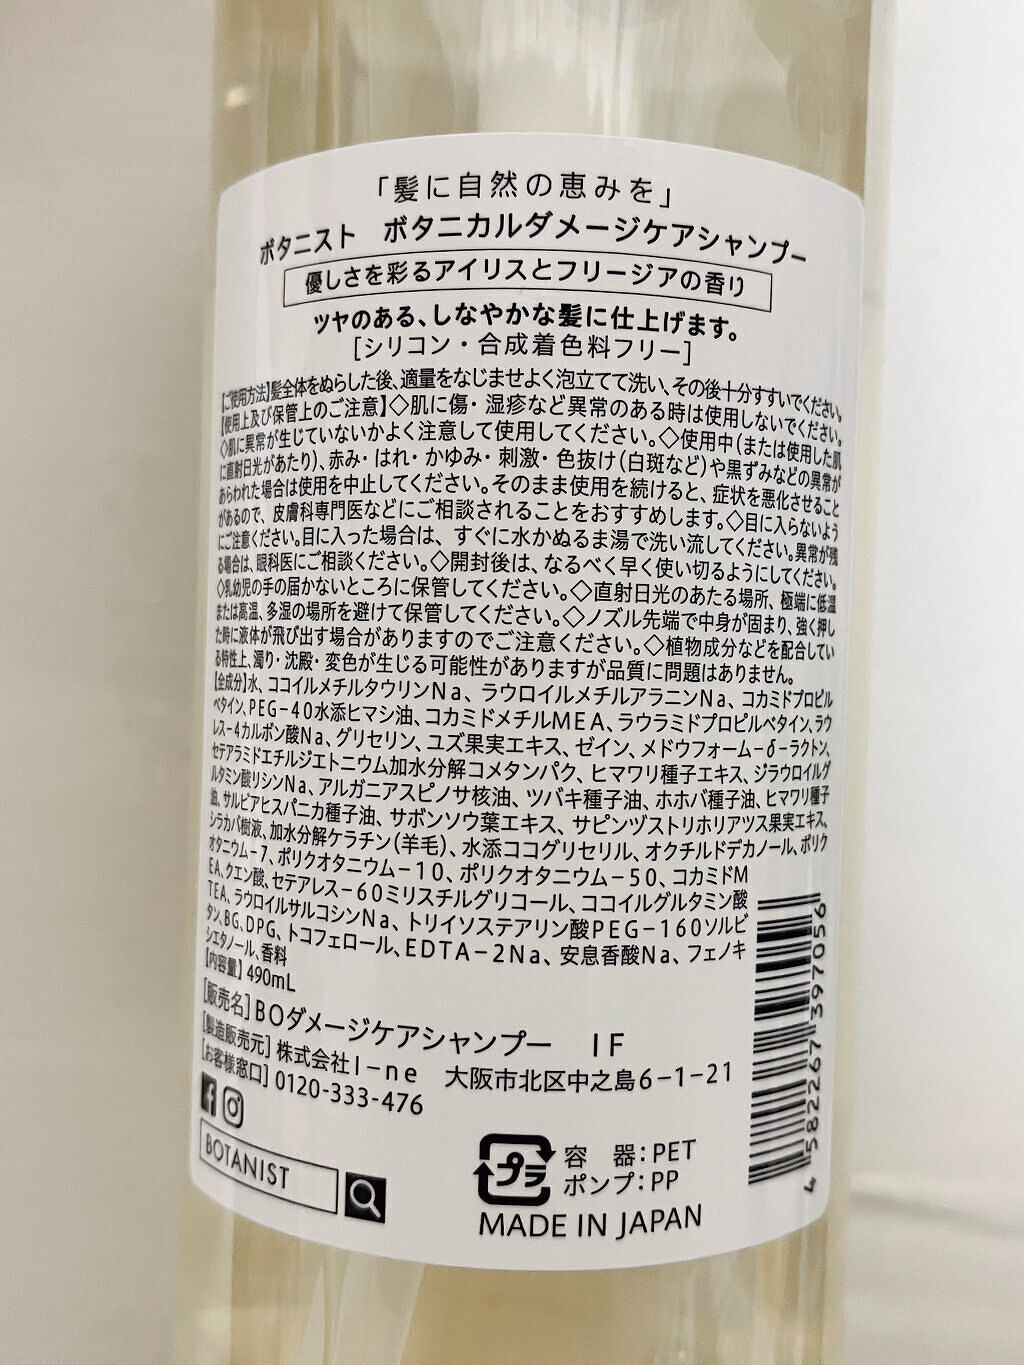 「髪に自然の恵みを」
ボタニスト ボタニカルダメージケアシャンプー
優しさを彩るアイリスとフリージアの香り
ツヤのある、しなやかな髪に仕上げます。
[シリコン・合成着色料フリー]
【ご使用方法】髪全体をぬらした後、適量をなじませよく泡立てて洗い、その後十分すすいでください。
【使用上及び保管上のご注意】◇肌に傷・湿疹など異常のある時は使用しないでください。
◇肌に異常が生じていないかよく注意して使用してください。◇使用中(または使用した肌
に直射日光があたり)、赤み・はれ・かゆみ・刺激・色抜け(白斑など)や黒ずみなどの異常が
あらわれた場合は使用を中止してください。そのまま使用を続けると、症状を悪化させること
があるので、皮膚科専門医などにご相談されることをおすすめします。◇目に入らないよう
にご注意ください。目に入った場合は、すぐに水かぬるま湯で洗い流してください。異常が残
る場合は、眼科医にご相談ください。◇開封後は、なるべく早く使い切るようにしてください。
◇乳幼児の手の届かないところに保管してください。◇直射日光のあたる場所、極端に低温
または高温、多湿の場所を避けて保管してください。◇ノズル先端で中身が固まり、強く押し
た時に液体が飛び出す場合がありますのでご注意ください。◇植物成分などを配合してい
る特性上、濁り・沈殿・変色が生じる可能性がありますが品質に問題はありません。
【全成分】水、ココイルメチルタウリンNa、ラウロイルメチルアラニンNa、コカミドプロピル
ベタイン、PEG-40水添ヒマシ油、コカミドメチルMEA、ラウラミドプロピルベタイン、ラウ
レス-4カルボン酸Na、グリセリン、ユズ果実エキス、ゼイン、メドウフォーム-δ-ラクトン、
セテアラミドエチルジエトニウム加水分解コメタンパク、ヒマワリ種子エキス、ジラウロイルグ
ルタミン酸リシンNa、アルガニアスピノサ核油、ツバキ種子油、ホホバ種子油、ヒマワリ種子
油、サルビアヒスパニカ種子油、サボンソウ葉エキス、サピンヅストリホリアツス果実エキス、
シラカバ樹液、加水分解ケラチン(羊毛)、水添ココグリセリル、オクチルドデカノール、ポリク
オタニウム-7、ポリクオタニウム-10、ポリクオタニウム-50、コカミドM
EA、クエン酸、セテアレス-60ミリスチルグリコール、ココイルグルタミン酸
TEA、ラウロイルサルコシンNa、トリイソステアリン酸PEG-160ソルビ
タン、BG、DPG、トコフェロール、EDTA-2Na、安息香酸Na、フェノキ
シエタノール、香料
【内容量】490mL
[販売名]BOダメージケアシャンプー IF
[製造販売元]株式会社I-ne 大阪市北区中之島6-1-21
[お客様窓口]0120-333-476
BOTANIST
プラ
容 器:PET
ポンプ:PP
MADE IN JAPAN
4 582267 397056